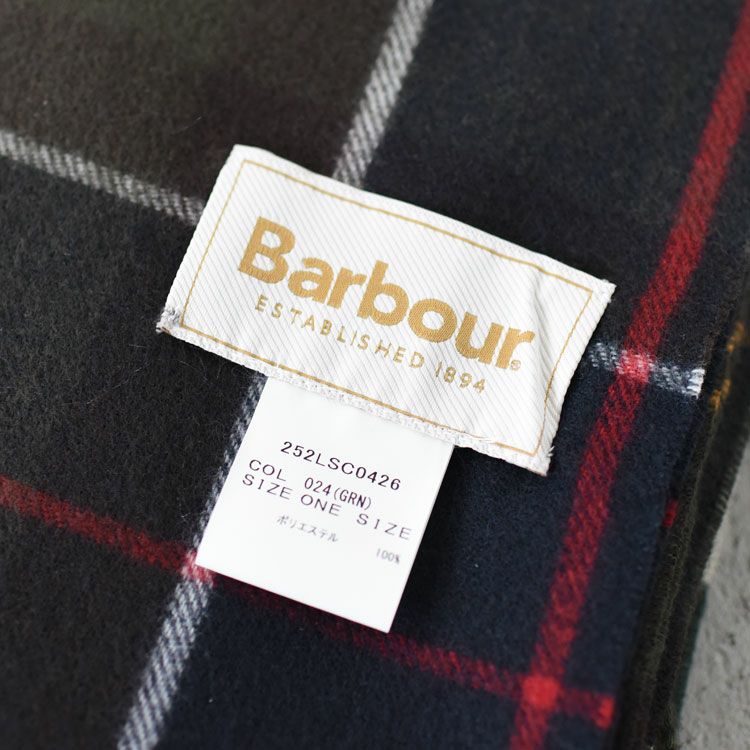 Barbour®
ESTABLISHED 1894
252LSC0426
COL 024(GRN)
SIZE ONE SIZE
ポリエステル 100%